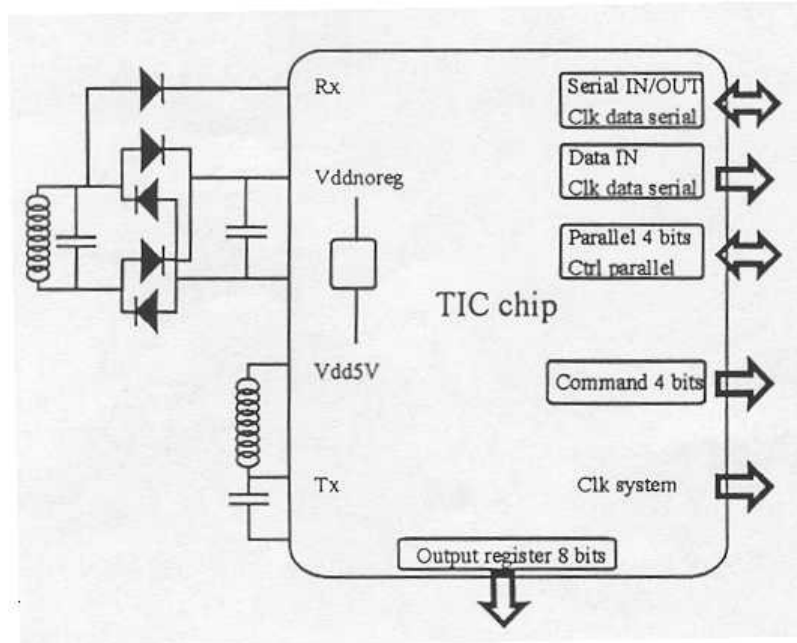 Rx
Serial IN/OUT
Clk data serial
Data IN
Clk data serial
Vddnoreg
Parallel 4 bits
Ctrl parallel
TIC chip
Vdd5V
Command 4 bits
Tx
Clk system
Output register 8 bits